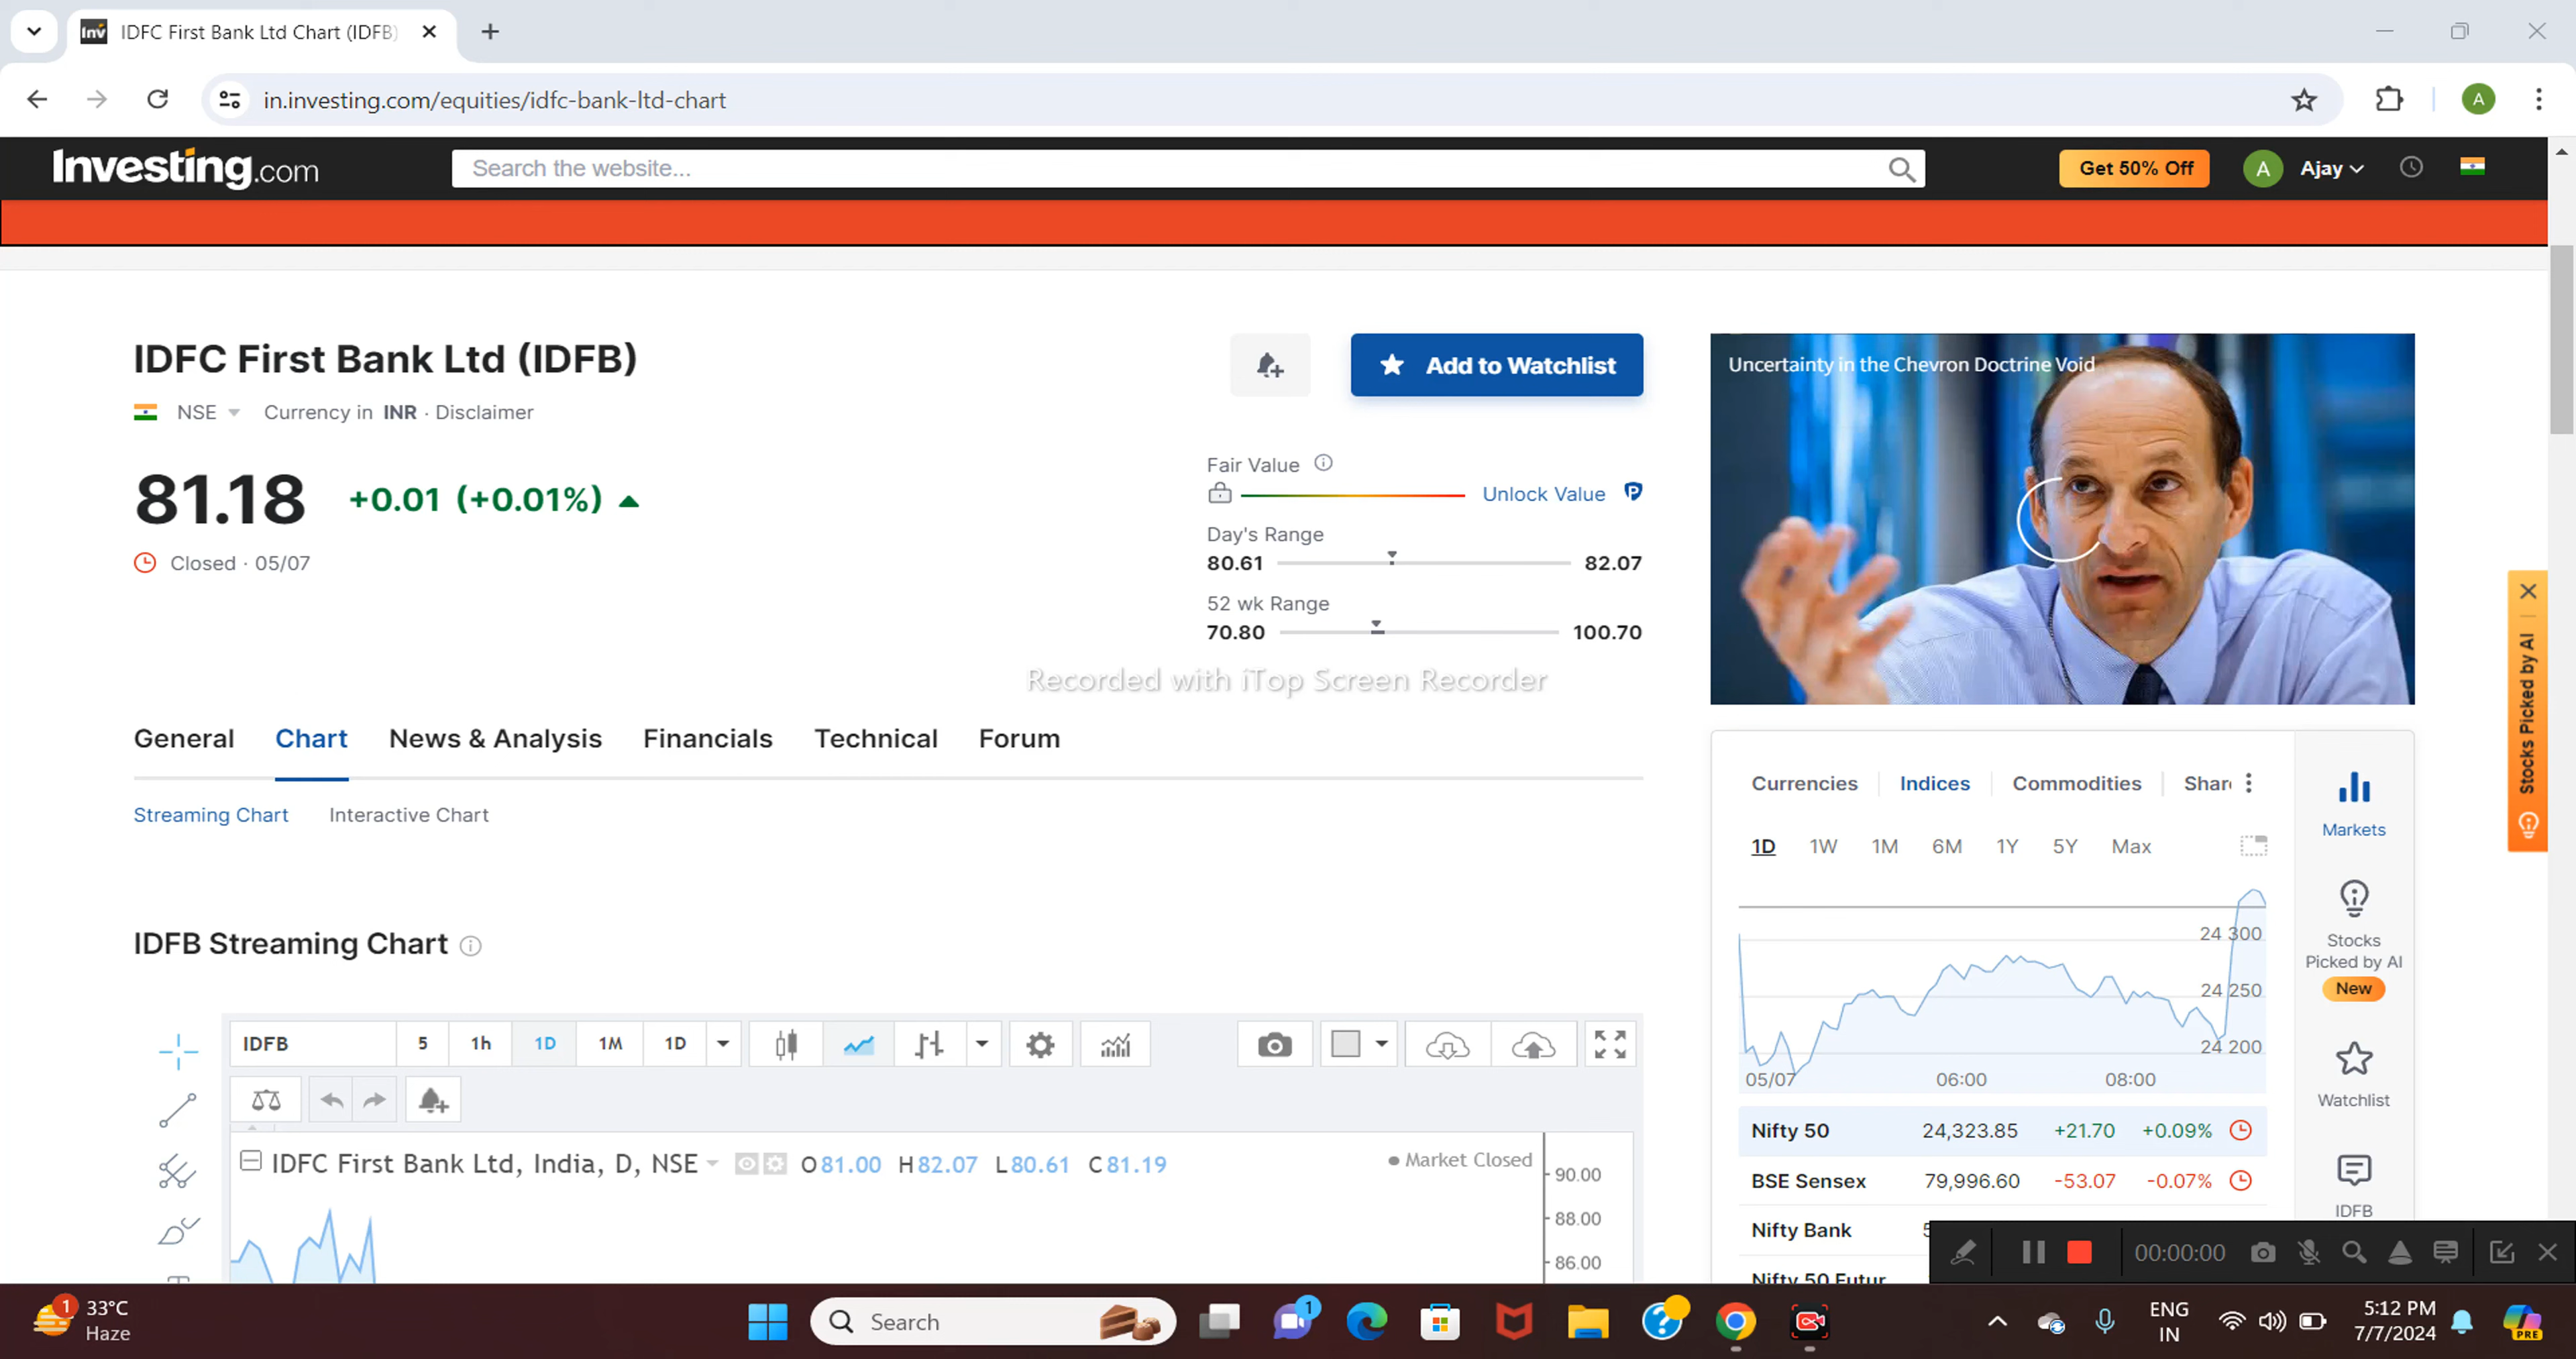 IDFC First Bank Ltd Chart (IDFB)
in.investing.com/equities/idfc-bank-ltd-chart
A
Investing.com
Search the website...
Get 50% Off
A
Ajay
IDFC First Bank Ltd (IDFB)
NSE
Currency in INR · Disclaimer
81.18
+0.01 (+0.01%)
Closed · 05/07
Add to Watchlist
Fair Value
Unlock Value
Day's Range
80.61
82.07
52 wk Range
70.80
100.70
Uncertainty in the Chevron Doctrine Void
Recorded with iTop Screen Recorder
Stocks Picked by AI
General
Chart
News & Analysis
Financials
Technical
Forum
Streaming Chart
Interactive Chart
IDFB Streaming Chart
IDFB
5
1h
1D
1M
1D
IDFC First Bank Ltd, India, D, NSE
O 81.00 H 82.07 L 80.61 C 81.19
Market Closed
90.00
88.00
86.00
Currencies
Indices
Commodities
1D
1W
1M
6M
1Y
5Y
Max
24 300
24 250
24 200
05/07
06:00
08:00
Nifty 50 24,323.85 +21.70 +0.09%
BSE Sensex 79,996.60 -53.07 -0.07%
Nifty Bank
Nifty 50 Futur
Markets
Stocks
Picked by AI
New
Watchlist
IDFB
00:00:00
1
33°C
Haze
Search
1
ENG
IN
5:12 PM
7/7/2024
PRE